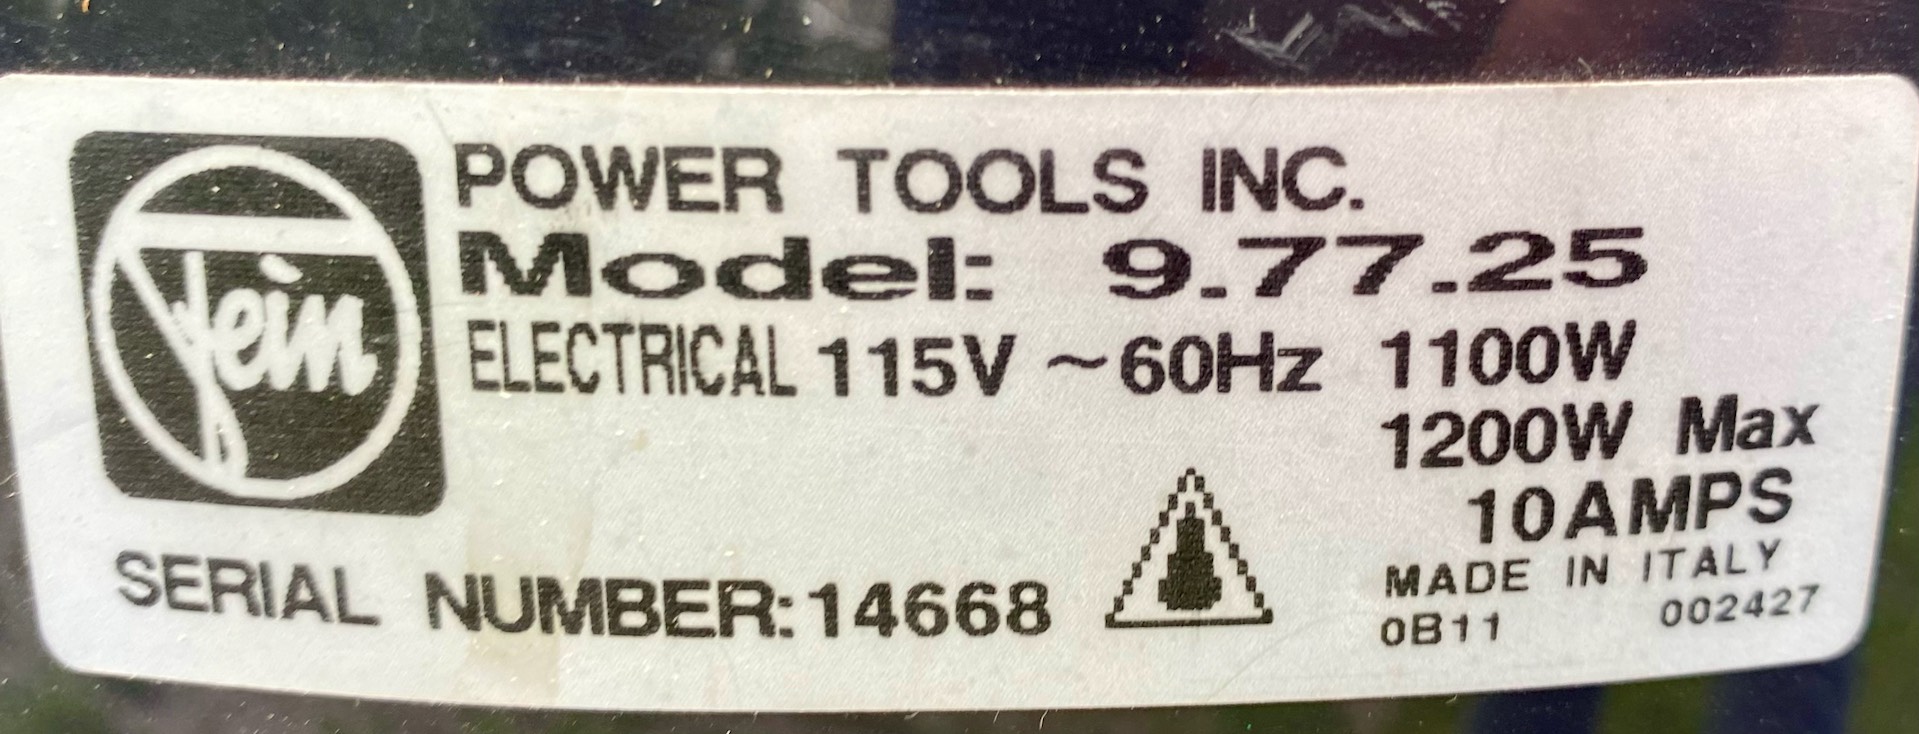 Fein
POWER TOOLS INC.
Model: 9.77.25
ELECTRICAL 115V ~60Hz 1100W
1200W Max
10AMPS
SERIAL NUMBER:14668
MADE IN ITALY
0B11 002427